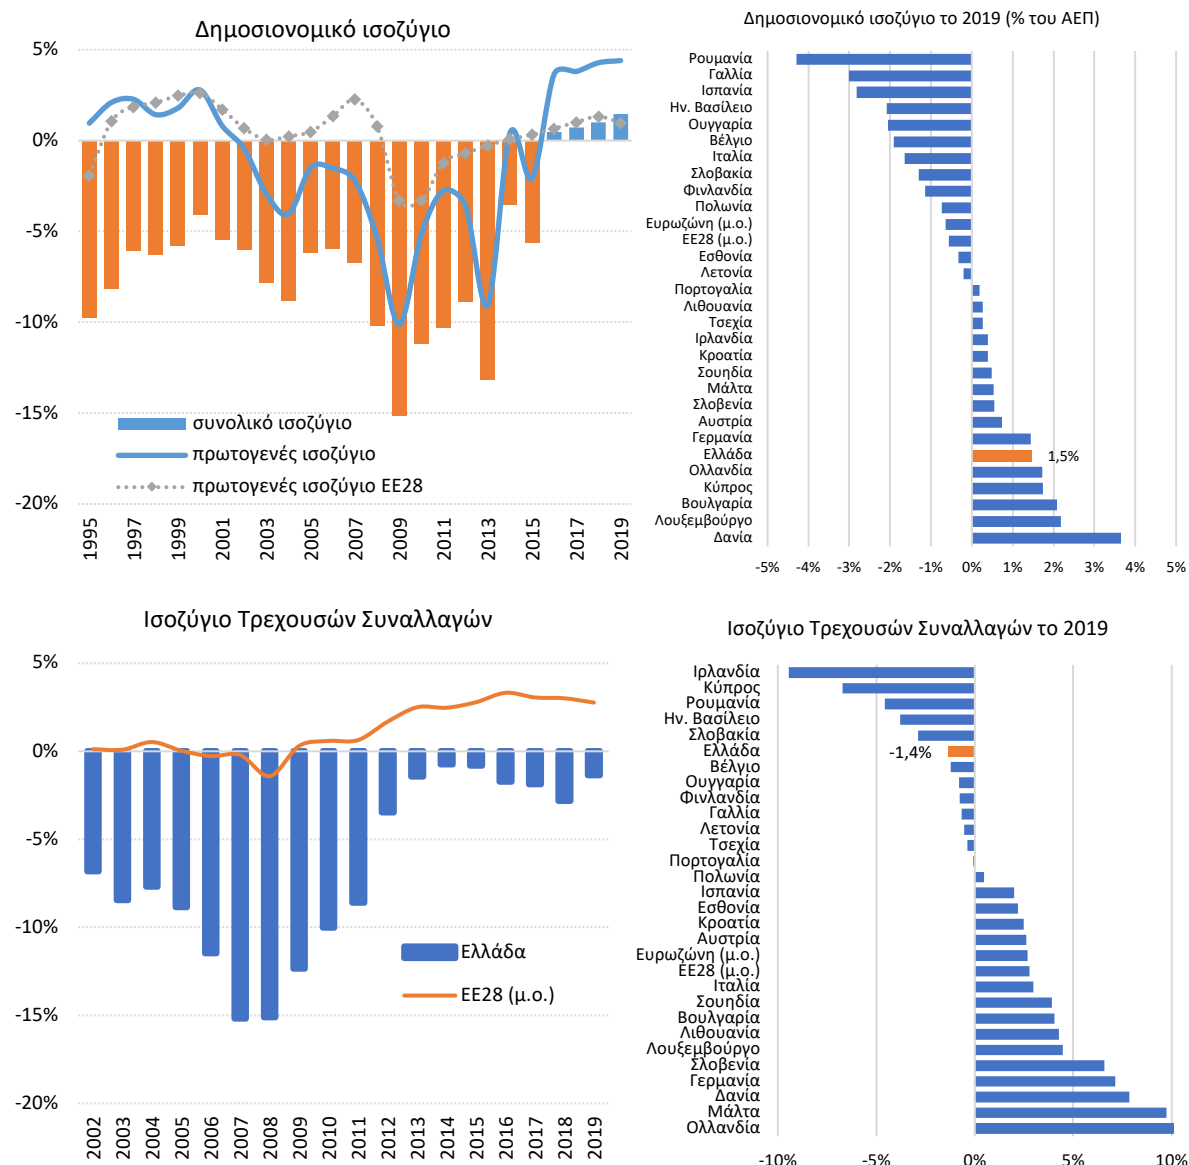 Δημοσιονομικό ισοζύγιο
5%
0%
-5%
-10%
-15%
-20%
συνολικό ισοζύγιο
πρωτογενές ισοζύγιο
πρωτογενές ισοζύγιο ΕΕ28
1995 1997 1999 2001 2003 2005 2007 2009 2011 2013 2015 2017 2019
Δημοσιονομικό ισοζύγιο το 2019 (% του ΑΕΠ)
Ρουμανία
Γαλλία
Ισπανία
Ην. Βασίλειο
Ουγγαρία
Βέλγιο
Ιταλία
Σλοβακία
Φινλανδία
Πολωνία
Ευρωζώνη (μ.ο.)
ΕΕ28 (μ.ο.)
Εσθονία
Λετονία
Πορτογαλία
Λιθουανία
Τσεχία
Ιρλανδία
Κροατία
Σουηδία
Μάλτα
Σλοβενία
Αυστρία
Γερμανία
Ελλάδα 1,5%
Ολλανδία
Κύπρος
Βουλγαρία
Λουξεμβούργο
Δανία
-5% -4% -3% -2% -1% 0% 1% 2% 3% 4% 5%
Ισοζύγιο Τρεχουσών Συναλλαγών
5%
0%
-5%
-10%
-15%
-20%
Ελλάδα
ΕΕ28 (μ.ο.)
2002 2003 2004 2005 2006 2007 2008 2009 2010 2011 2012 2013 2014 2015 2016 2017 2018 2019
Ισοζύγιο Τρεχουσών Συναλλαγών το 2019
Ιρλανδία
Κύπρος
Ρουμανία
Ην. Βασίλειο
Σλοβακία
Ελλάδα -1,4%
Βέλγιο
Ουγγαρία
Φινλανδία
Γαλλία
Λετονία
Τσεχία
Πορτογαλία
Πολωνία
Ισπανία
Εσθονία
Κροατία
Αυστρία
Ευρωζώνη (μ.ο.)
ΕΕ28 (μ.ο.)
Ιταλία
Σουηδία
Βουλγαρία
Λιθουανία
Λουξεμβούργο
Σλοβενία
Γερμανία
Δανία
Μάλτα
Ολλανδία
-10% -5% 0% 5% 10%